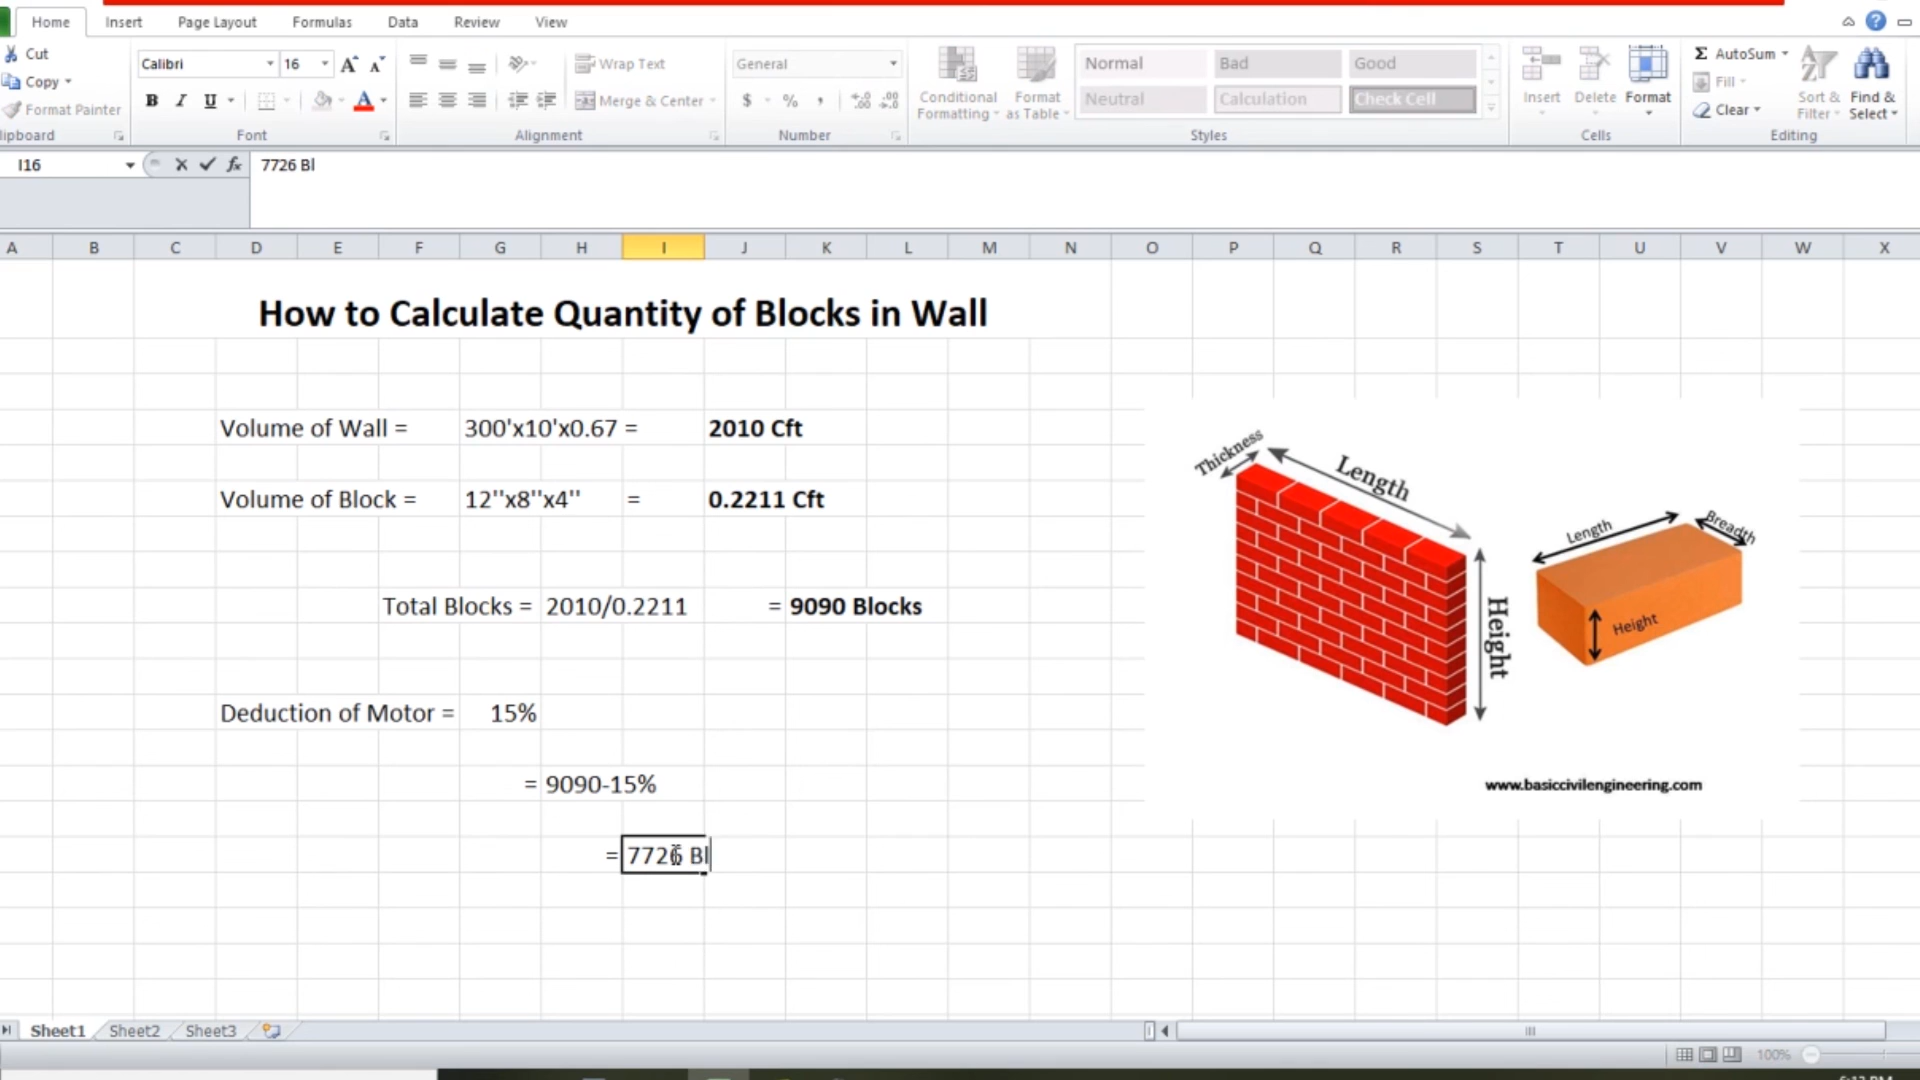 Home Insert Page Layout Formulas Data Review View
Cut
Copy
Format Painter
lipboard
Calibri 16
B I U
Font
Wrap Text
Merge & Center
Alignment
General
$ % ,
Number
Conditional Formatting
Format as Table
Normal Bad Good
Neutral Calculation Check Cell
Styles
Insert Delete Format
Cells
Σ AutoSum
Fill
Clear
Sort & Filter
Find & Select
Editing
I16 fx 7726 Bl
A B C D E F G H I J K L M N O P Q R S T U V W X
How to Calculate Quantity of Blocks in Wall
Volume of Wall = 300'x10'x0.67 = 2010 Cft
Volume of Block = 12''x8''x4'' = 0.2211 Cft
Total Blocks = 2010/0.2211 = 9090 Blocks
Deduction of Motor = 15%
= 9090-15%
= 7726 Bl
Thickness
Length
Height
Length
Breadth
Height
www.basiccivilengineering.com
Sheet1 Sheet2 Sheet3
100%